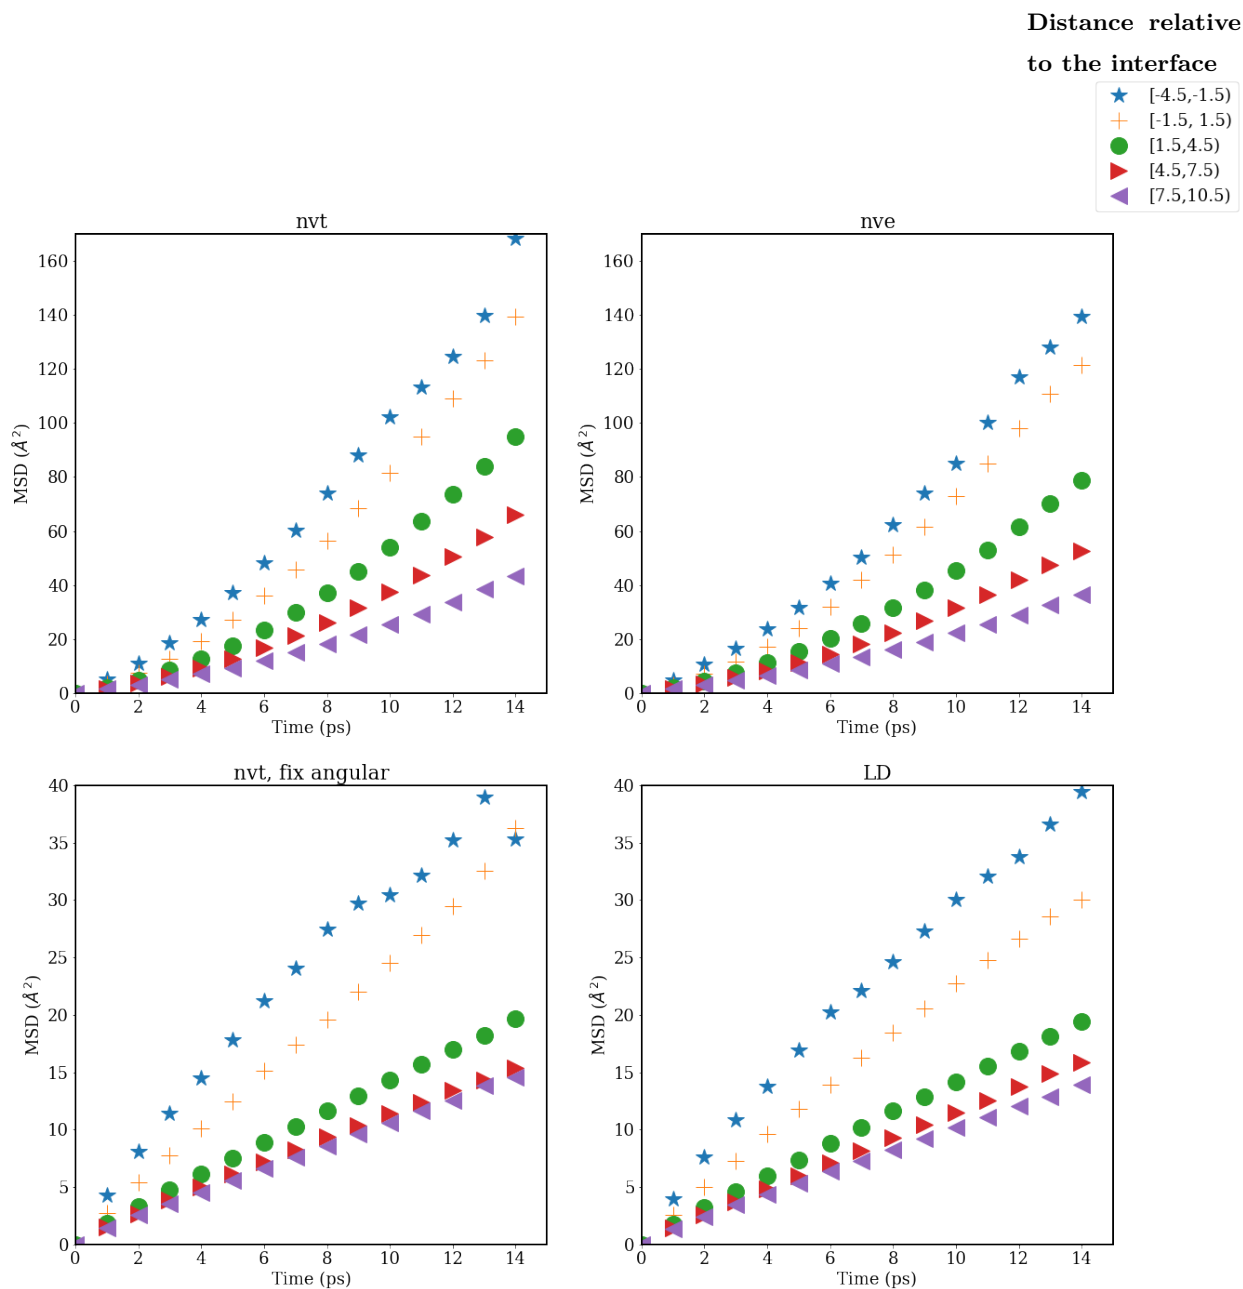 Distance relative
to the interface
[-4.5,-1.5)
[-1.5, 1.5)
[1.5,4.5)
[4.5,7.5)
[7.5,10.5)
nvt
160
140
120
100
80
60
40
20
0
MSD (Å²)
0 2 4 6 8 10 12 14
Time (ps)
nve
160
140
120
100
80
60
40
20
0
MSD (Å²)
0 2 4 6 8 10 12 14
Time (ps)
nvt, fix angular
40
35
30
25
20
15
10
5
0
MSD (Å²)
0 2 4 6 8 10 12 14
Time (ps)
LD
40
35
30
25
20
15
10
5
0
MSD (Å²)
0 2 4 6 8 10 12 14
Time (ps)